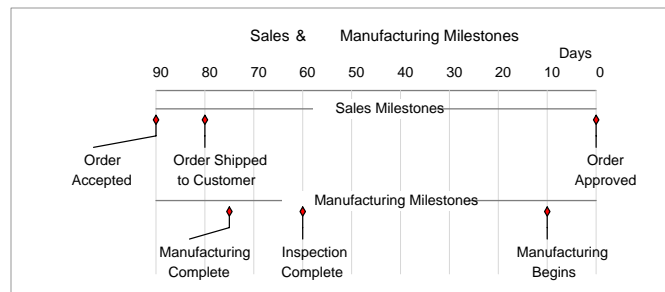 Sales & Manufacturing Milestones
Days
90 80 70 60 50 40 30 20 10 0
Sales Milestones
Order Accepted
Order Shipped to Customer
Order Approved
Manufacturing Milestones
Manufacturing Complete
Inspection Complete
Manufacturing Begins